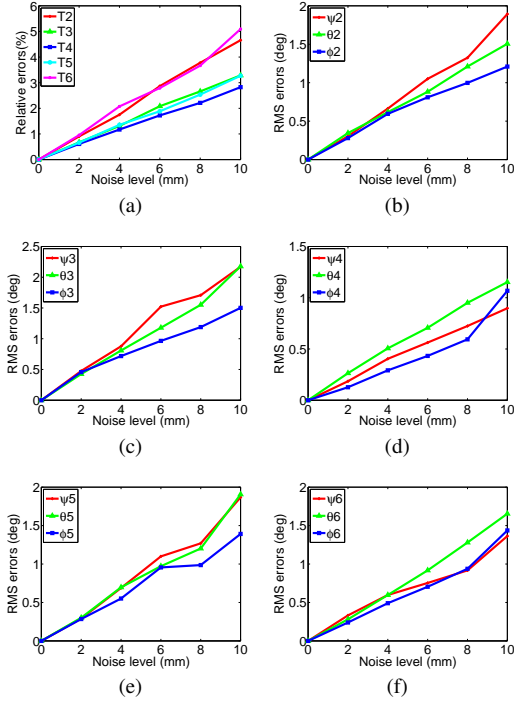 6
5
4
3
2
1
0
Relative errors(%)
T2
T3
T4
T5
T6
0 2 4 6 8 10
Noise level (mm)
(a)
2
1.5
1
0.5
0
RMS errors (deg)
ψ2
θ2
ϕ2
0 2 4 6 8 10
Noise level (mm)
(b)
2.5
2
1.5
1
0.5
0
RMS errors (deg)
ψ3
θ3
ϕ3
0 2 4 6 8 10
Noise level (mm)
(c)
1.5
1
0.5
0
RMS errors (deg)
ψ4
θ4
ϕ4
0 2 4 6 8 10
Noise level (mm)
(d)
2
1.5
1
0.5
0
RMS errors (deg)
ψ5
θ5
ϕ5
0 2 4 6 8 10
Noise level (mm)
(e)
2
1.5
1
0.5
0
RMS errors (deg)
ψ6
θ6
ϕ6
0 2 4 6 8 10
Noise level (mm)
(f)